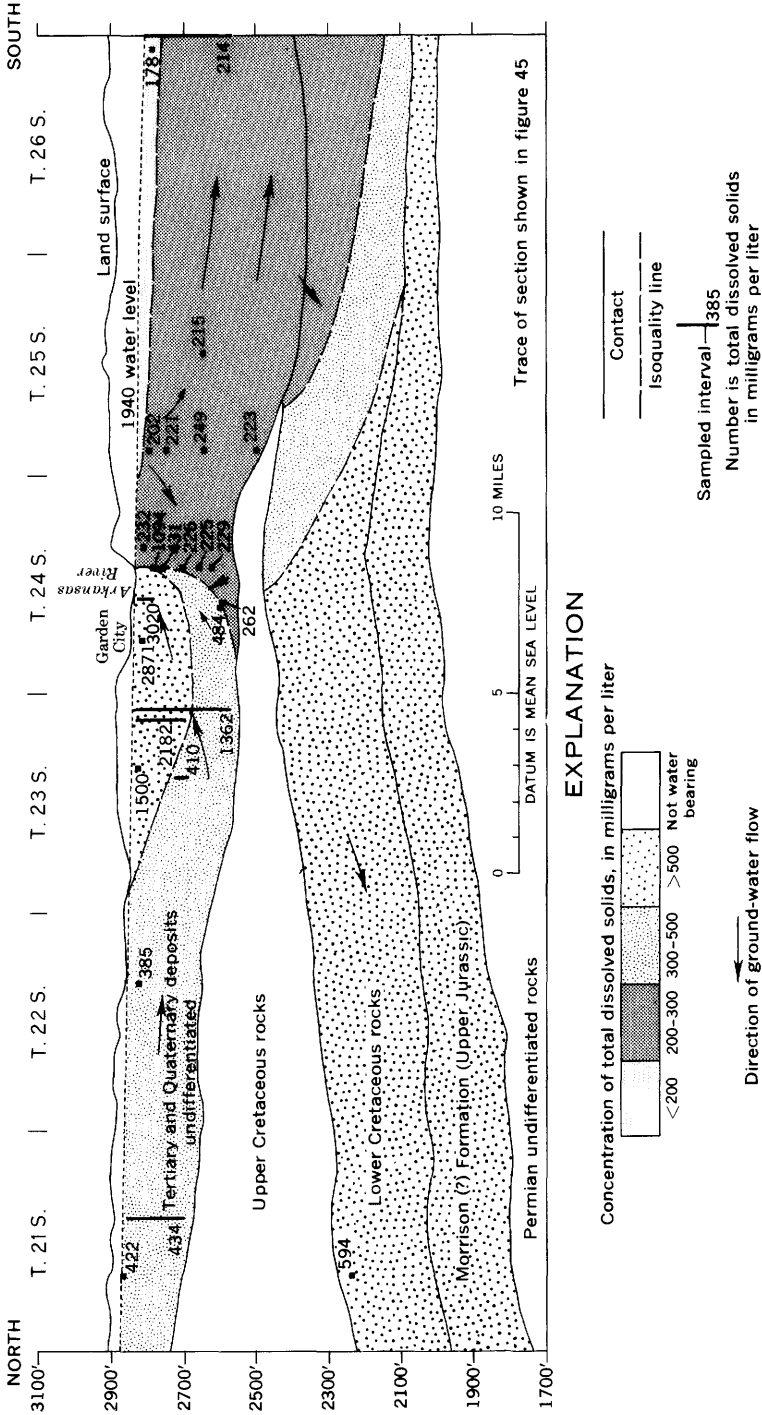 NORTH
SOUTH
T. 21 S.
T. 22 S.
T. 23 S.
T. 24 S.
T. 25 S.
T. 26 S.
3100'
2900'
2700'
2500'
2300'
2100'
1900'
1700'
Garden
City
Arkansas
River
1940 water level
Land surface
422
434
385
1500
2182
410
1362
2871
3020
484
262
232
1094
431
226
225
229
202
221
249
223
215
178
214
594
Tertiary and Quaternary deposits
undifferentiated
Upper Cretaceous rocks
Lower Cretaceous rocks
Morrison (?) Formation (Upper Jurassic)
Permian undifferentiated rocks
0
5
10 MILES
DATUM IS MEAN SEA LEVEL
Trace of section shown in figure 45
EXPLANATION
Concentration of total dissolved solids, in milligrams per liter
<200
200-300
300-500
>500
Not water
bearing
Direction of ground-water flow
Contact
Isoquality line
Sampled interval
385
Number is total dissolved solids
in milligrams per liter